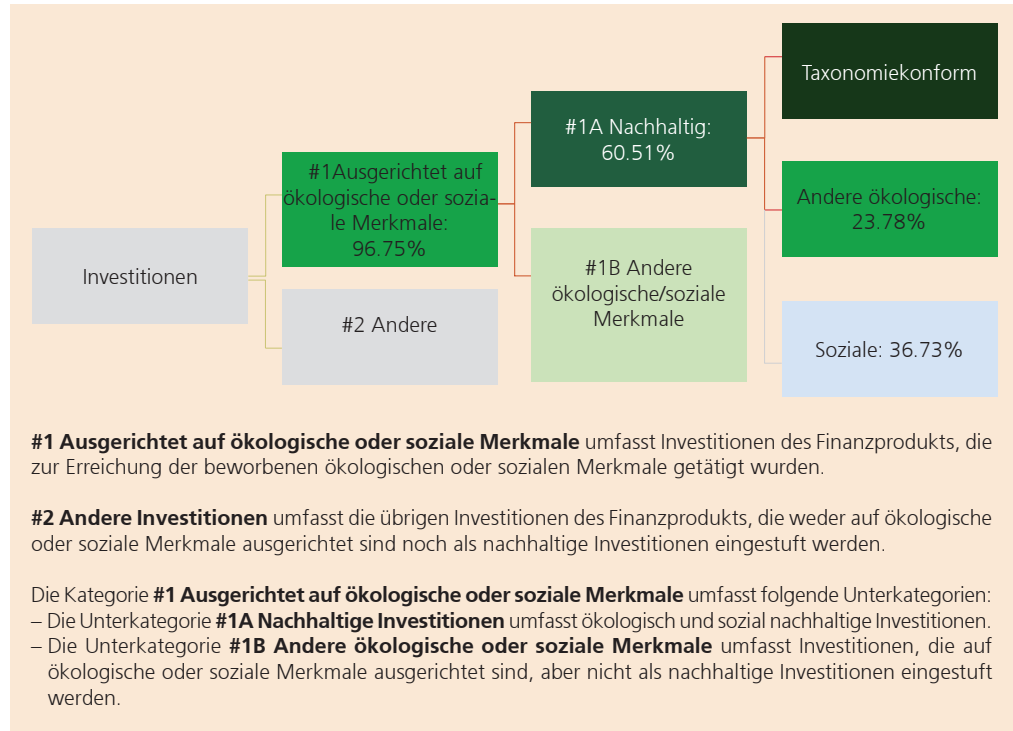 Investitionen
#1Ausgerichtet auf
ökologische oder sozia-
le Merkmale:
96.75%
#2 Andere
#1A Nachhaltig:
60.51%
#1B Andere
ökologische/soziale
Merkmale
Taxonomiekonform
Andere ökologische:
23.78%
Soziale: 36.73%
#1 Ausgerichtet auf ökologische oder soziale Merkmale umfasst Investitionen des Finanzprodukts, die
zur Erreichung der beworbenen ökologischen oder sozialen Merkmale getätigt wurden.
#2 Andere Investitionen umfasst die übrigen Investitionen des Finanzprodukts, die weder auf ökologische
oder soziale Merkmale ausgerichtet sind noch als nachhaltige Investitionen eingestuft werden.
Die Kategorie #1 Ausgerichtet auf ökologische oder soziale Merkmale umfasst folgende Unterkategorien:
– Die Unterkategorie #1A Nachhaltige Investitionen umfasst ökologisch und sozial nachhaltige Investitionen.
– Die Unterkategorie #1B Andere ökologische oder soziale Merkmale umfasst Investitionen, die auf
ökologische oder soziale Merkmale ausgerichtet sind, aber nicht als nachhaltige Investitionen eingestuft
werden.